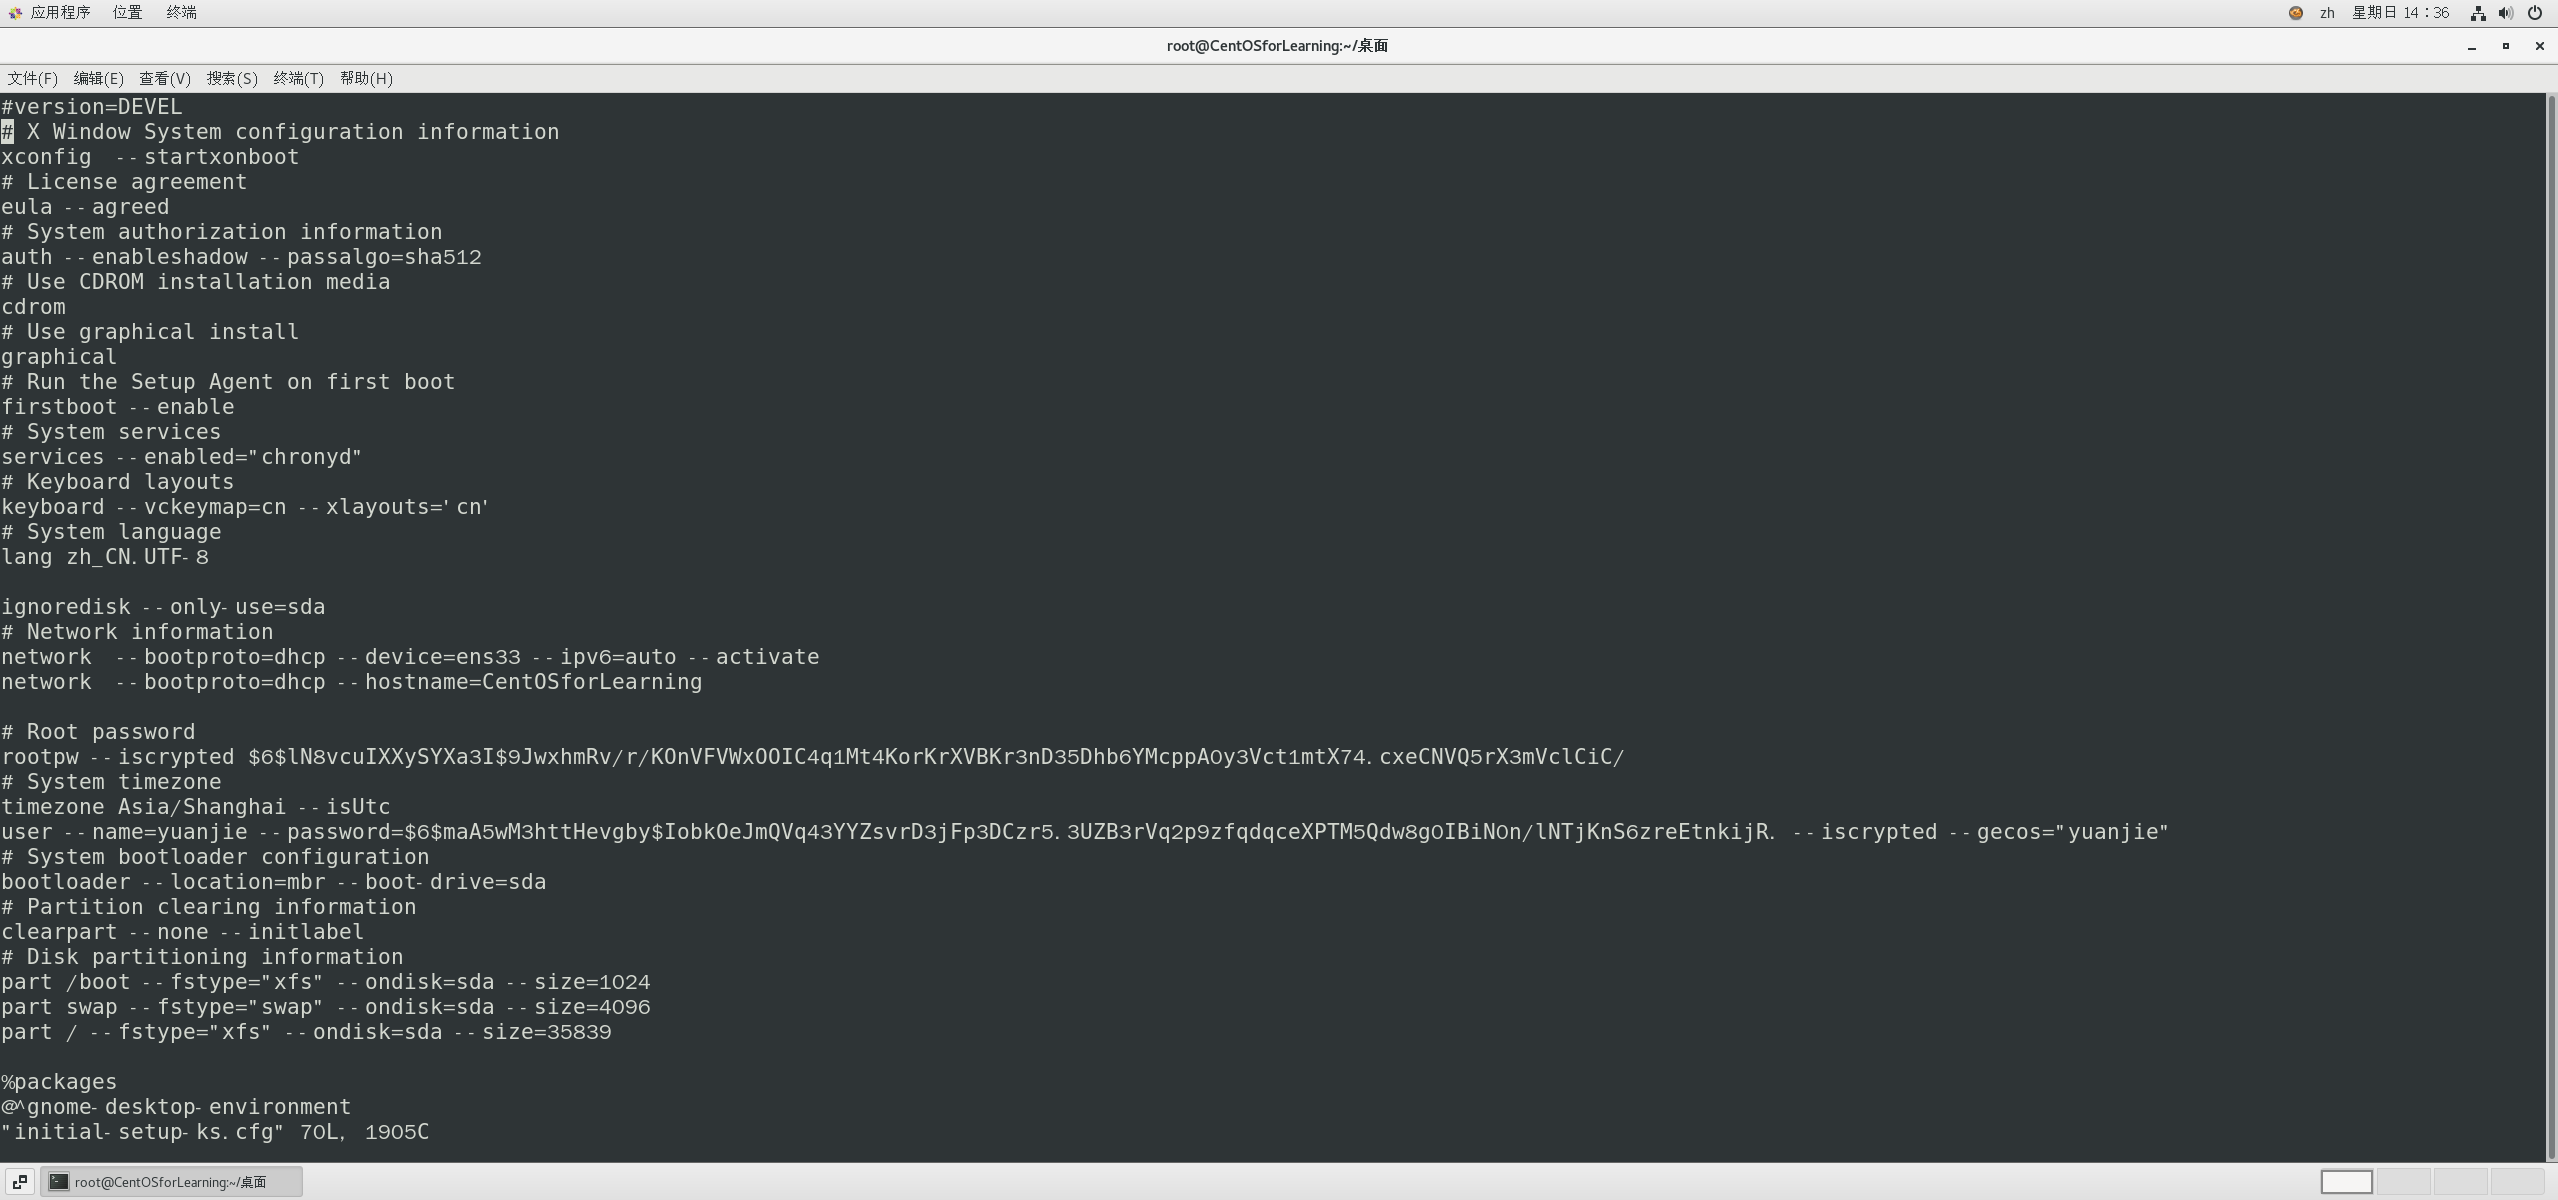 应用程序 位置 终端 zh 星期日 14:36
root@CentOSforLearning:~/桌面
文件(F) 编辑(E) 查看(V) 搜索(S) 终端(T) 帮助(H)
#version=DEVEL
# X Window System configuration information
xconfig  --startxonboot
# License agreement
eula --agreed
# System authorization information
auth --enableshadow --passalgo=sha512
# Use CDROM installation media
cdrom
# Use graphical install
graphical
# Run the Setup Agent on first boot
firstboot --enable
# System services
services --enabled="chronyd"
# Keyboard layouts
keyboard --vckeymap=cn --xlayouts='cn'
# System language
lang zh_CN.UTF-8
ignoredisk --only-use=sda
# Network information
network  --bootproto=dhcp --device=ens33 --ipv6=auto --activate
network  --bootproto=dhcp --hostname=CentOSforLearning
# Root password
rootpw --iscrypted $6$lN8vcuIXXySYXa3I$9JwxhmRv/r/KOnVFVWxOOIC4q1Mt4KorKrXVBKr3nD35Dhb6YMcppA0y3Vct1mtX74.cxeCNVQ5rX3mVclCiC/
# System timezone
timezone Asia/Shanghai --isUtc
user --name=yuanjie --password=$6$maA5wM3httHevgby$IobkOeJmQVq43YYZsvrD3jFp3DCzr5.3UZB3rVq2p9zfqdqceXPTM5Qdw8gOIBiN0n/lNTjKnS6zreEtnkijR. --iscrypted --gecos="yuanjie"
# System bootloader configuration
bootloader --location=mbr --boot-drive=sda
# Partition clearing information
clearpart --none --initlabel
# Disk partitioning information
part /boot --fstype="xfs" --ondisk=sda --size=1024
part swap --fstype="swap" --ondisk=sda --size=4096
part / --fstype="xfs" --ondisk=sda --size=35839
%packages
@^gnome-desktop-environment
"initial-setup-ks.cfg" 70L, 1905C
root@CentOSforLearning:~/桌面